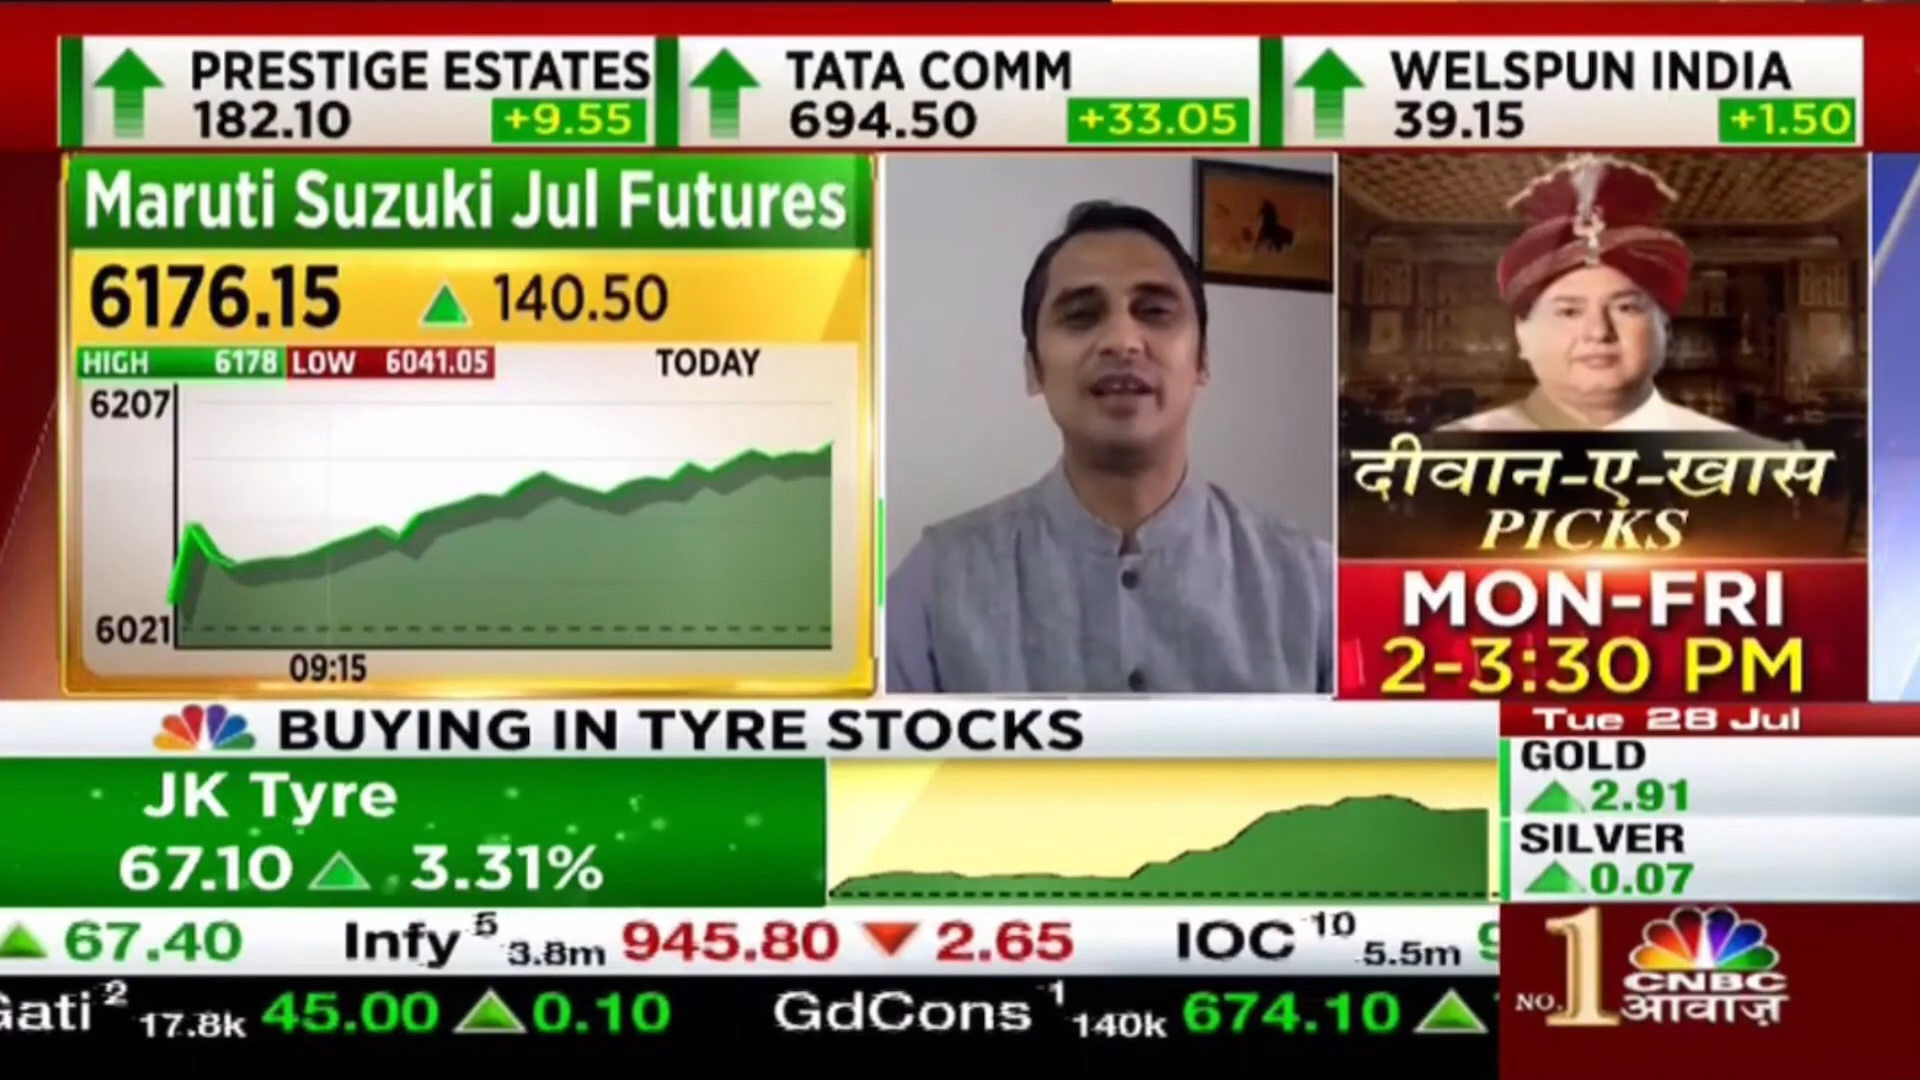 PRESTIGE ESTATES
182.10 +9.55
TATA COMM
694.50 +33.05
WELSPUN INDIA
39.15 +1.50
Maruti Suzuki Jul Futures
6176.15 140.50
HIGH 6178 LOW 6041.05 TODAY
6207
6021
09:15
दीवान-ए-खास
PICKS
MON-FRI
2-3:30 PM
BUYING IN TYRE STOCKS
JK Tyre
67.10 3.31%
Tue 28 Jul
GOLD
2.91
SILVER
0.07
67.40 Infy 5 3.8m 945.80 2.65 IOC 10 5.5m
Gati 2 17.8k 45.00 0.10 GdCons 1 140k 674.10
NO. 1 CNBC
आवाज़